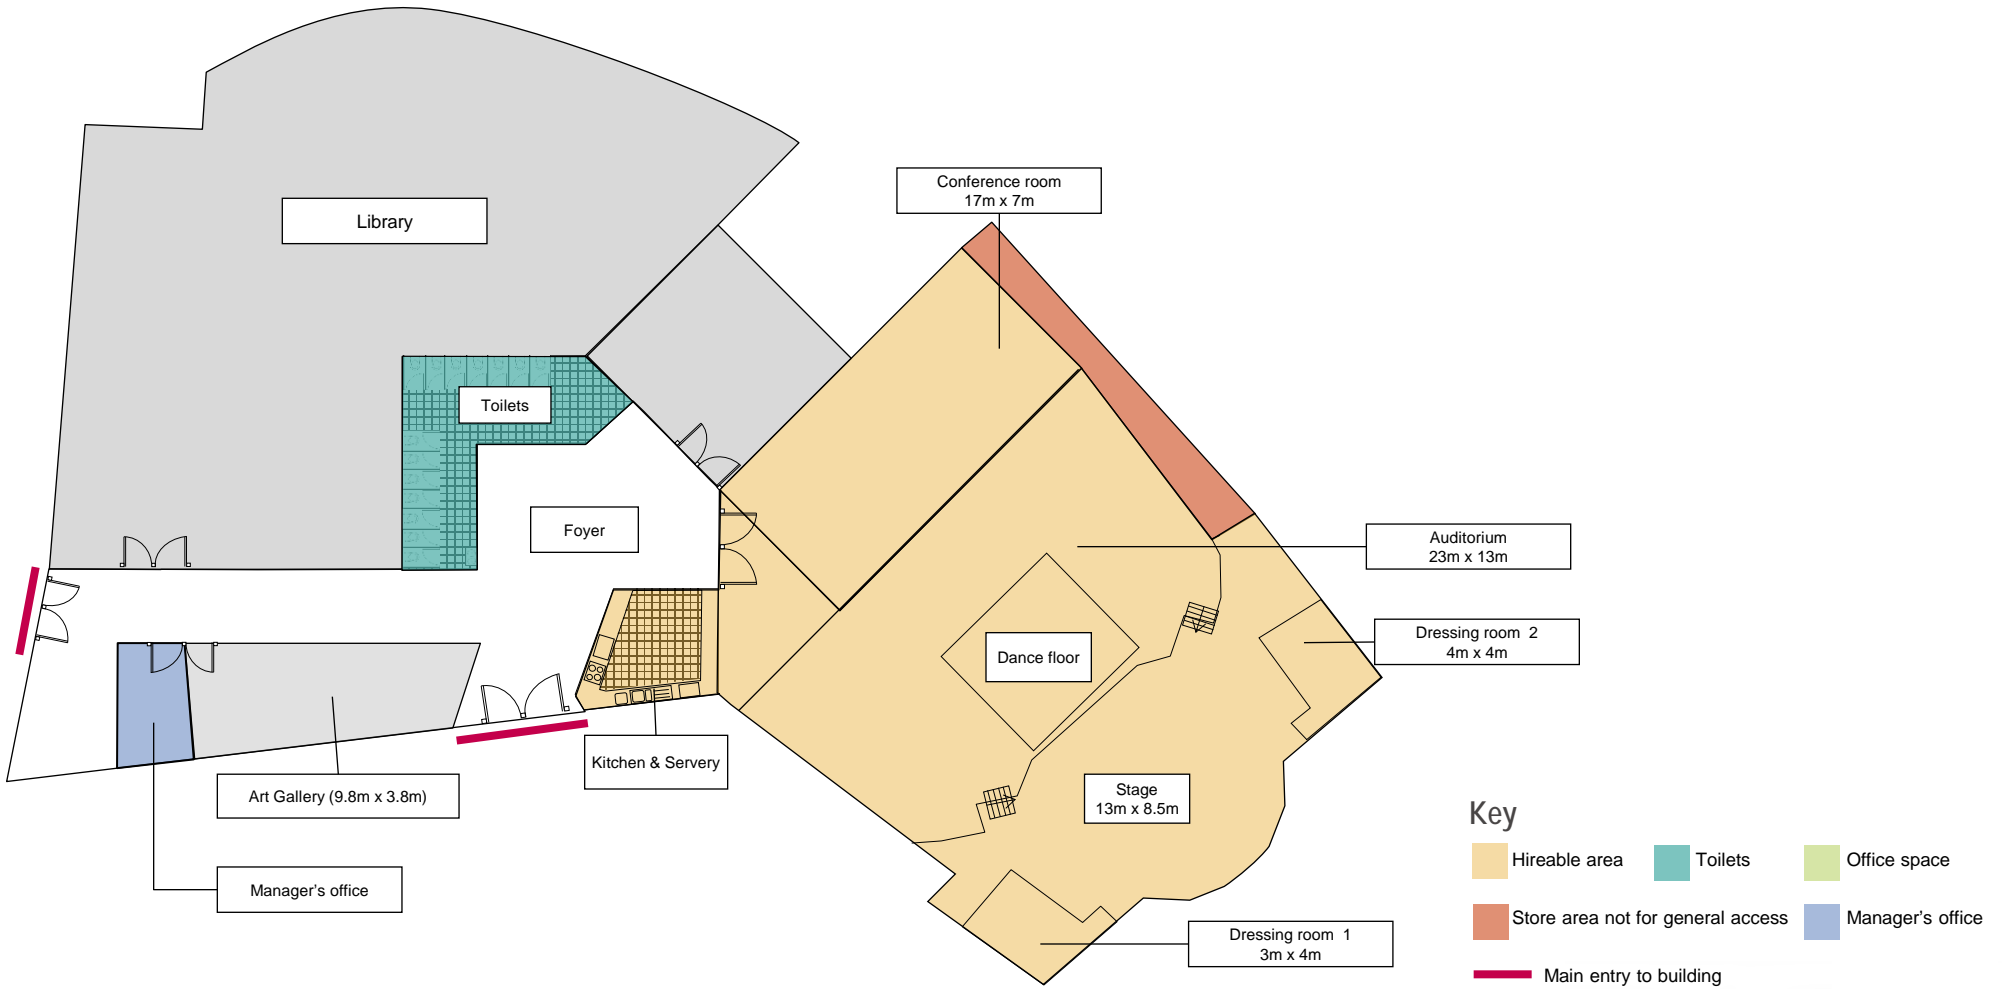 Conference room
17m x 7m
Library
Toilets
Foyer
Auditorium
23m x 13m
Dressing room 2
4m x 4m
Dance floor
Kitchen & Servery
Stage
13m x 8.5m
Art Gallery (9.8m x 3.8m)
Manager’s office
Dressing room 1
3m x 4m
Key
Hireable area
Toilets
Office space
Store area not for general access
Manager’s office
Main entry to building